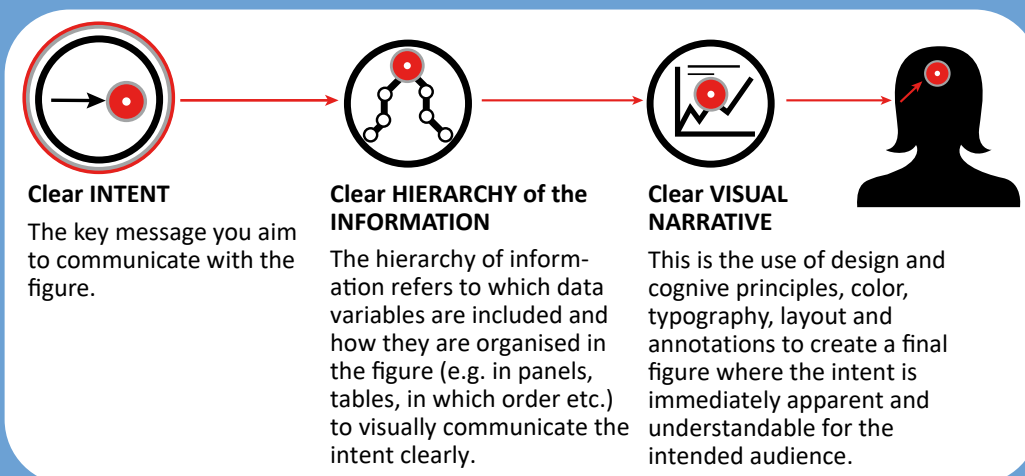 Clear INTENT
The key message you aim
to communicate with the
figure.
Clear HIERARCHY of the
INFORMATION
The hierarchy of inform-
ation refers to which data
variables are included and
how they are organised in
the figure (e.g. in panels,
tables, in which order etc.)
to visually communicate the
intent clearly.
Clear VISUAL
NARRATIVE
This is the use of design and
cognive principles, color,
typography, layout and
annotations to create a final
figure where the intent is
immediately apparent and
understandable for the
intended audience.